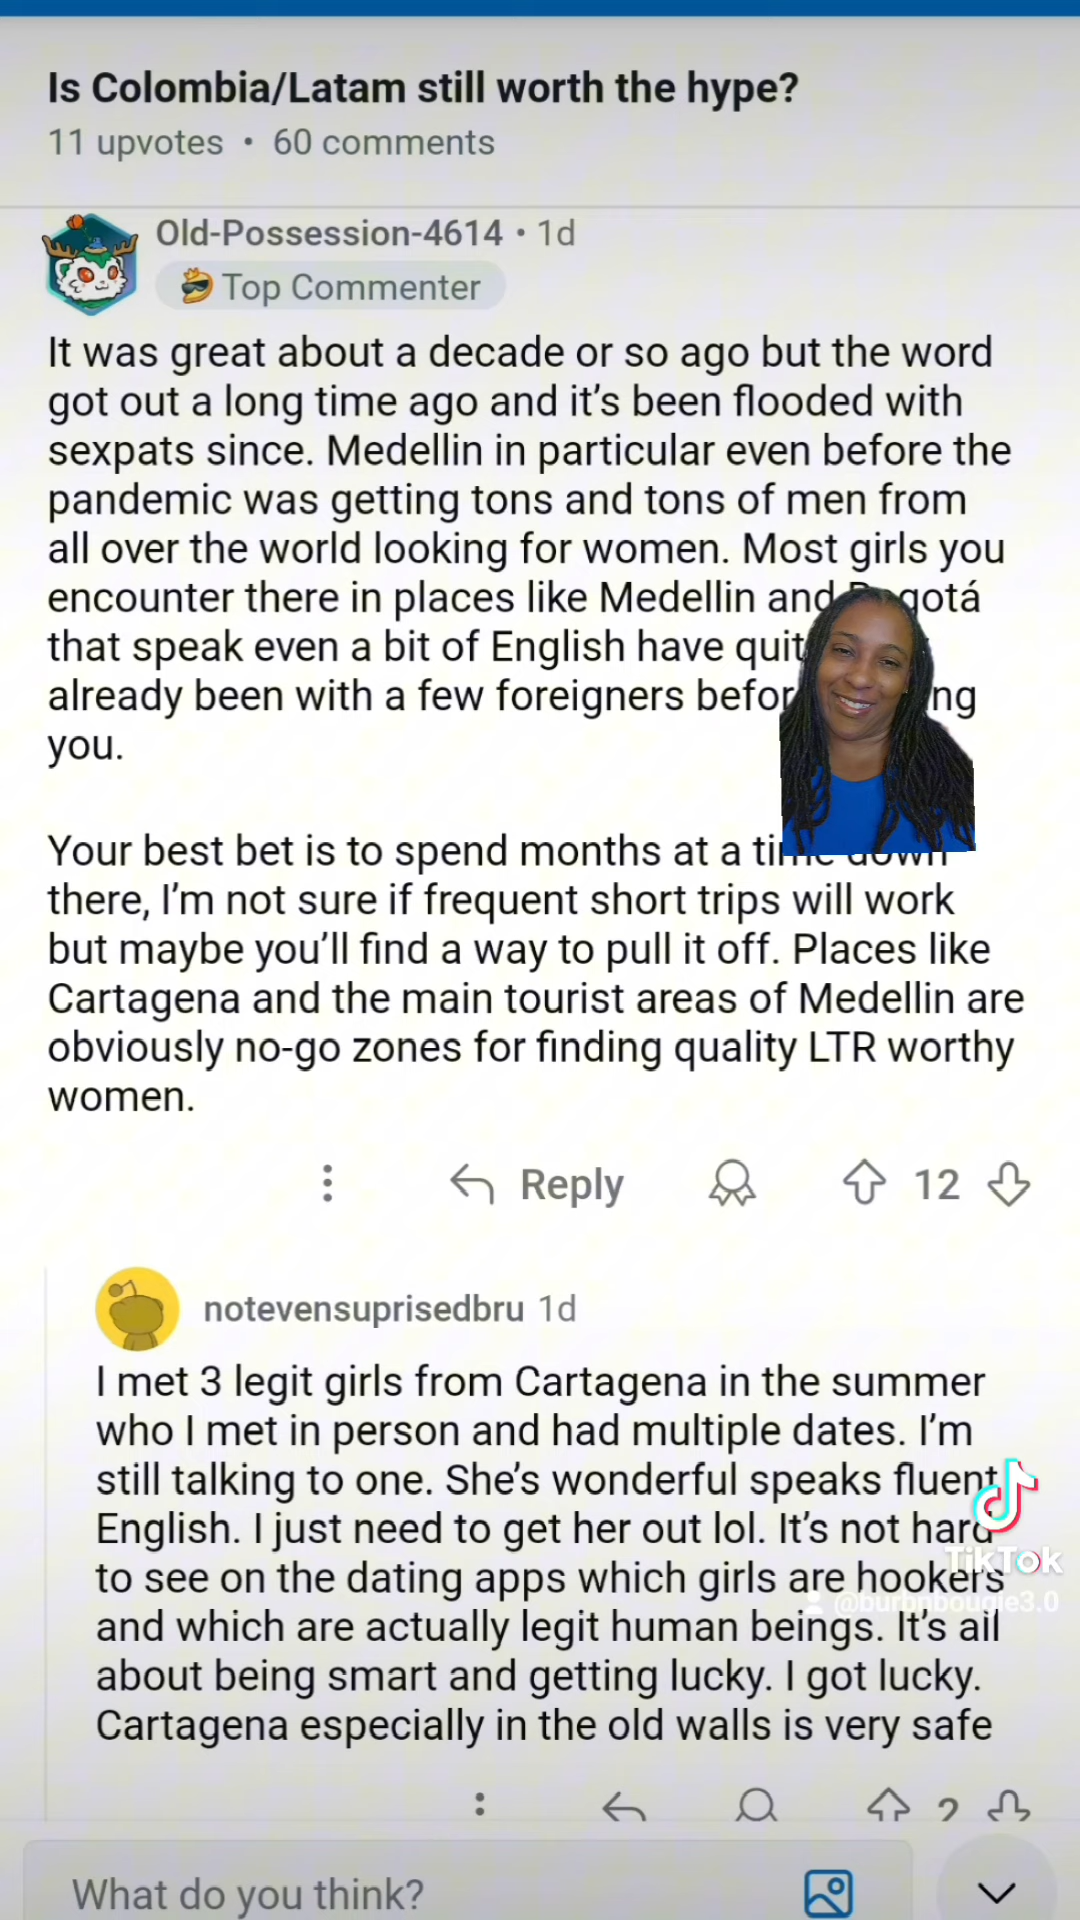 Is Colombia/Latam still worth the hype?
11 upvotes • 60 comments
Old-Possession-4614 • 1d
Top Commenter
It was great about a decade or so ago but the word
got out a long time ago and it's been flooded with
sexpats since. Medellin in particular even before the
pandemic was getting tons and tons of men from
all over the world looking for women. Most girls you
encounter there in places like Medellin and
that speak even a bit of English have
already been with a few foreigners
you.
Your best bet is to spend months at a time down
there, I'm not sure if frequent short trips will work
but maybe you'll find a way to pull it off. Places like
Cartagena and the main tourist areas of Medellin are
obviously no-go zones for finding quality LTR worthy
women.
Reply
12
notevensuprisedbru 1d
I met 3 legit girls from Cartagena in the summer
who I met in person and had multiple dates. I'm
still talking to one. She's wonderful speaks fluent
English. I just need to get her out lol. It's not hard
TikTok
to see on the dating apps which girls are hookers
@burbnbougie3.0
and which are actually legit human beings. It's all
about being smart and getting lucky. I got lucky.
Cartagena especially in the old walls is very safe
2
What do you think?